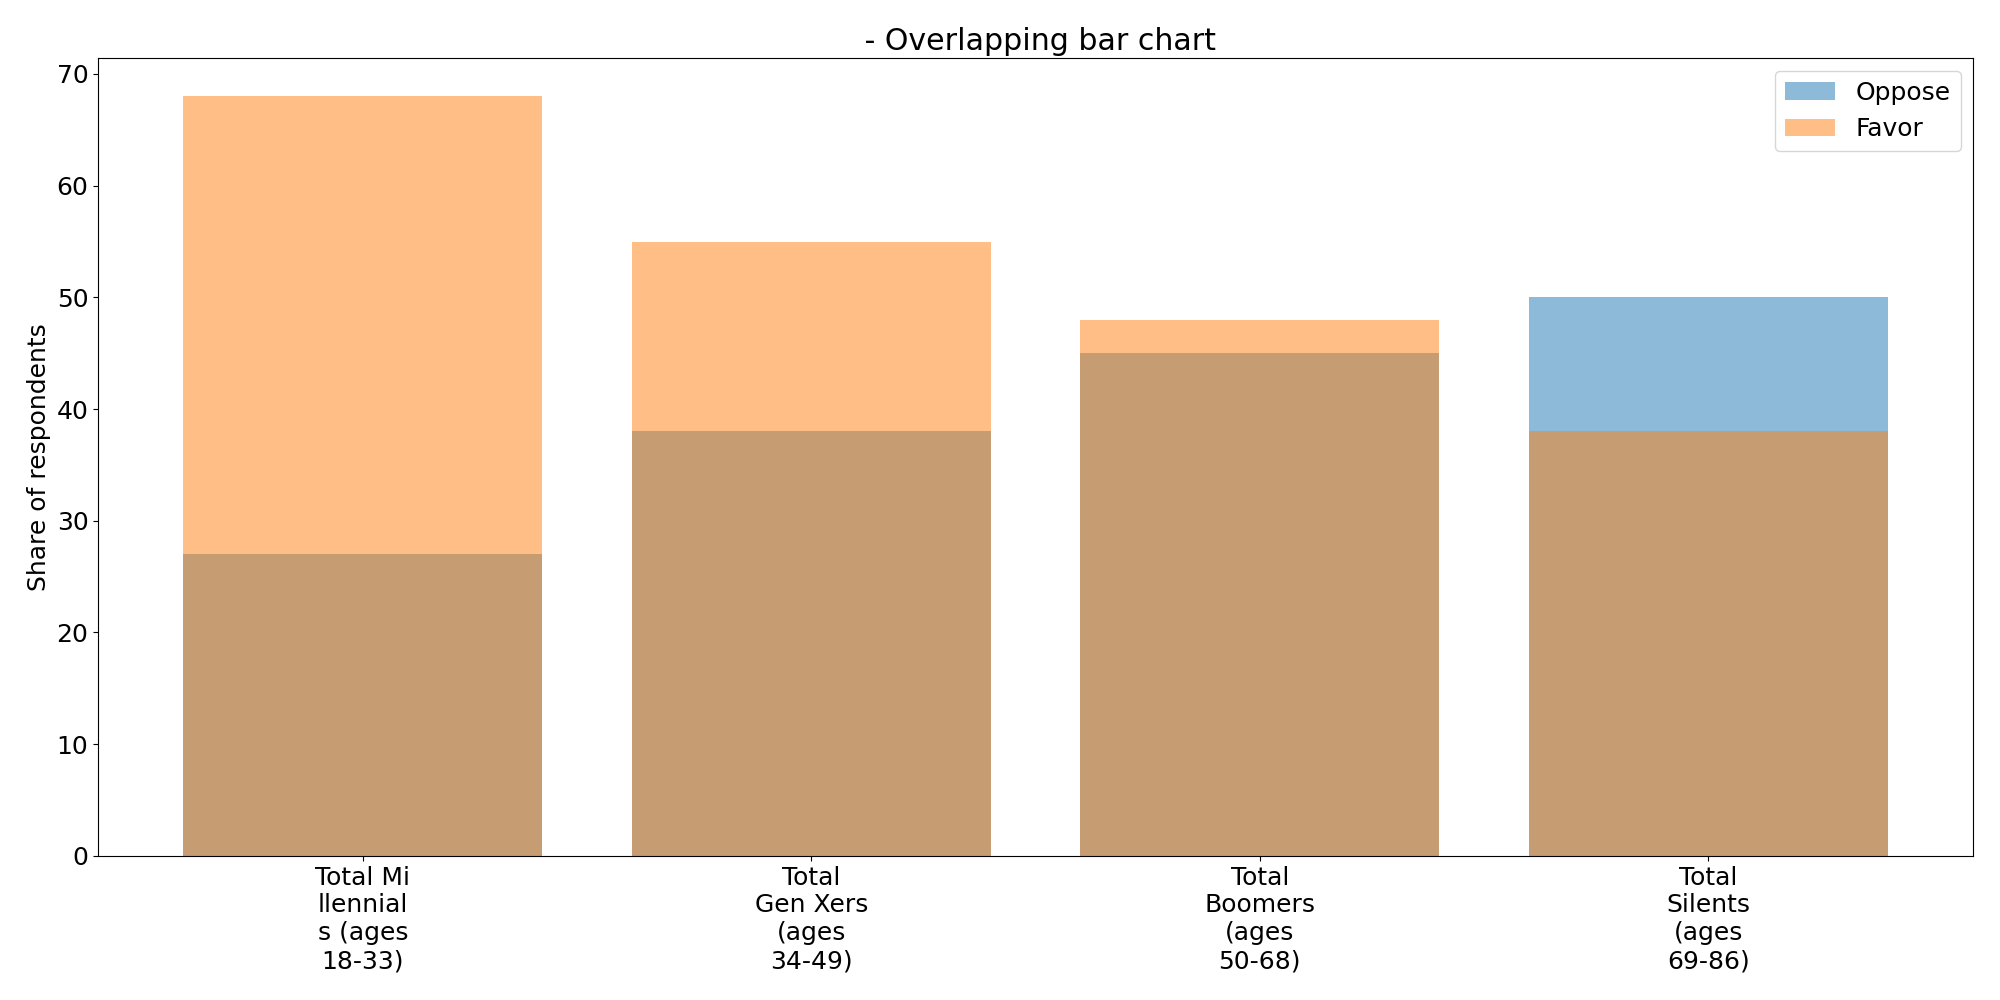 - Overlapping bar chart
70
60
50
40
30
20
10
0
Share of respondents
Oppose
Favor
Total Mi
llennial
s (ages
18-33)
Total
Gen Xers
(ages
34-49)
Total
Boomers
(ages
50-68)
Total
Silents
(ages
69-86)